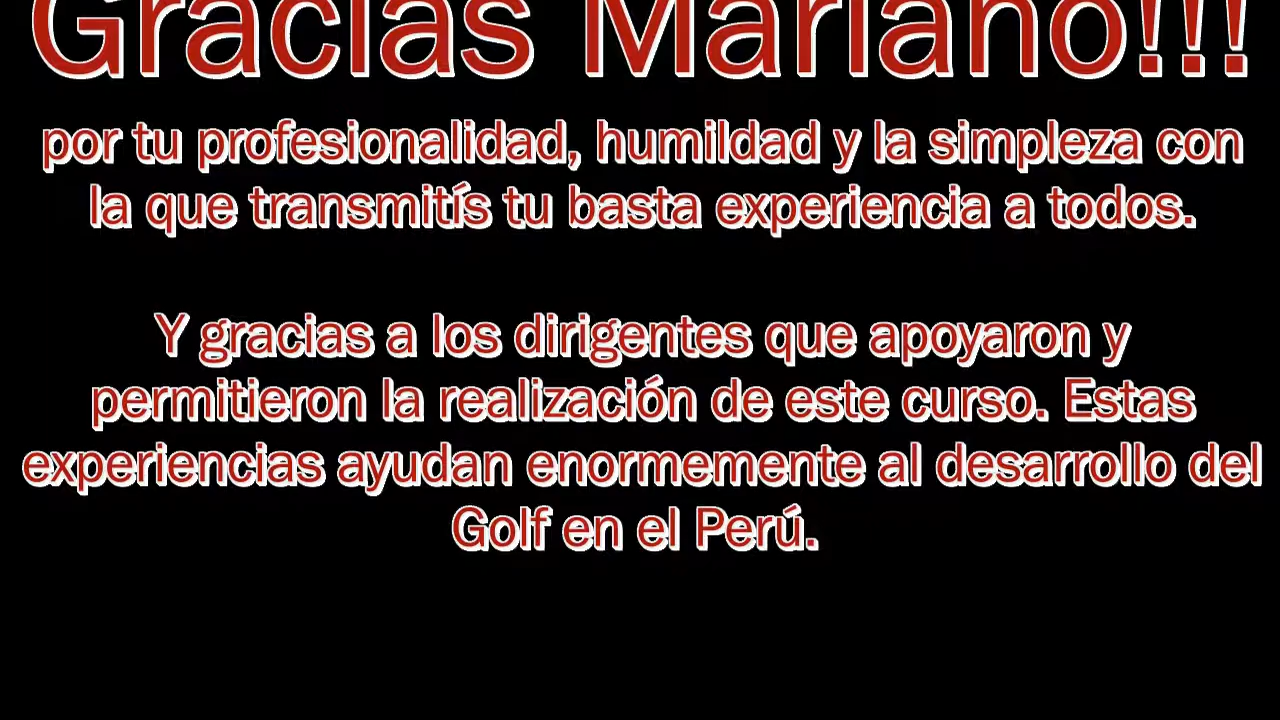 Gracias Mariano!!!
por tu profesionalidad, humildad y la simpleza con
la que transmitís tu basta experiencia a todos.
Y gracias a los dirigentes que apoyaron y
permitieron la realización de este curso. Estas
experiencias ayudan enormemente al desarrollo del
Golf en el Perú.